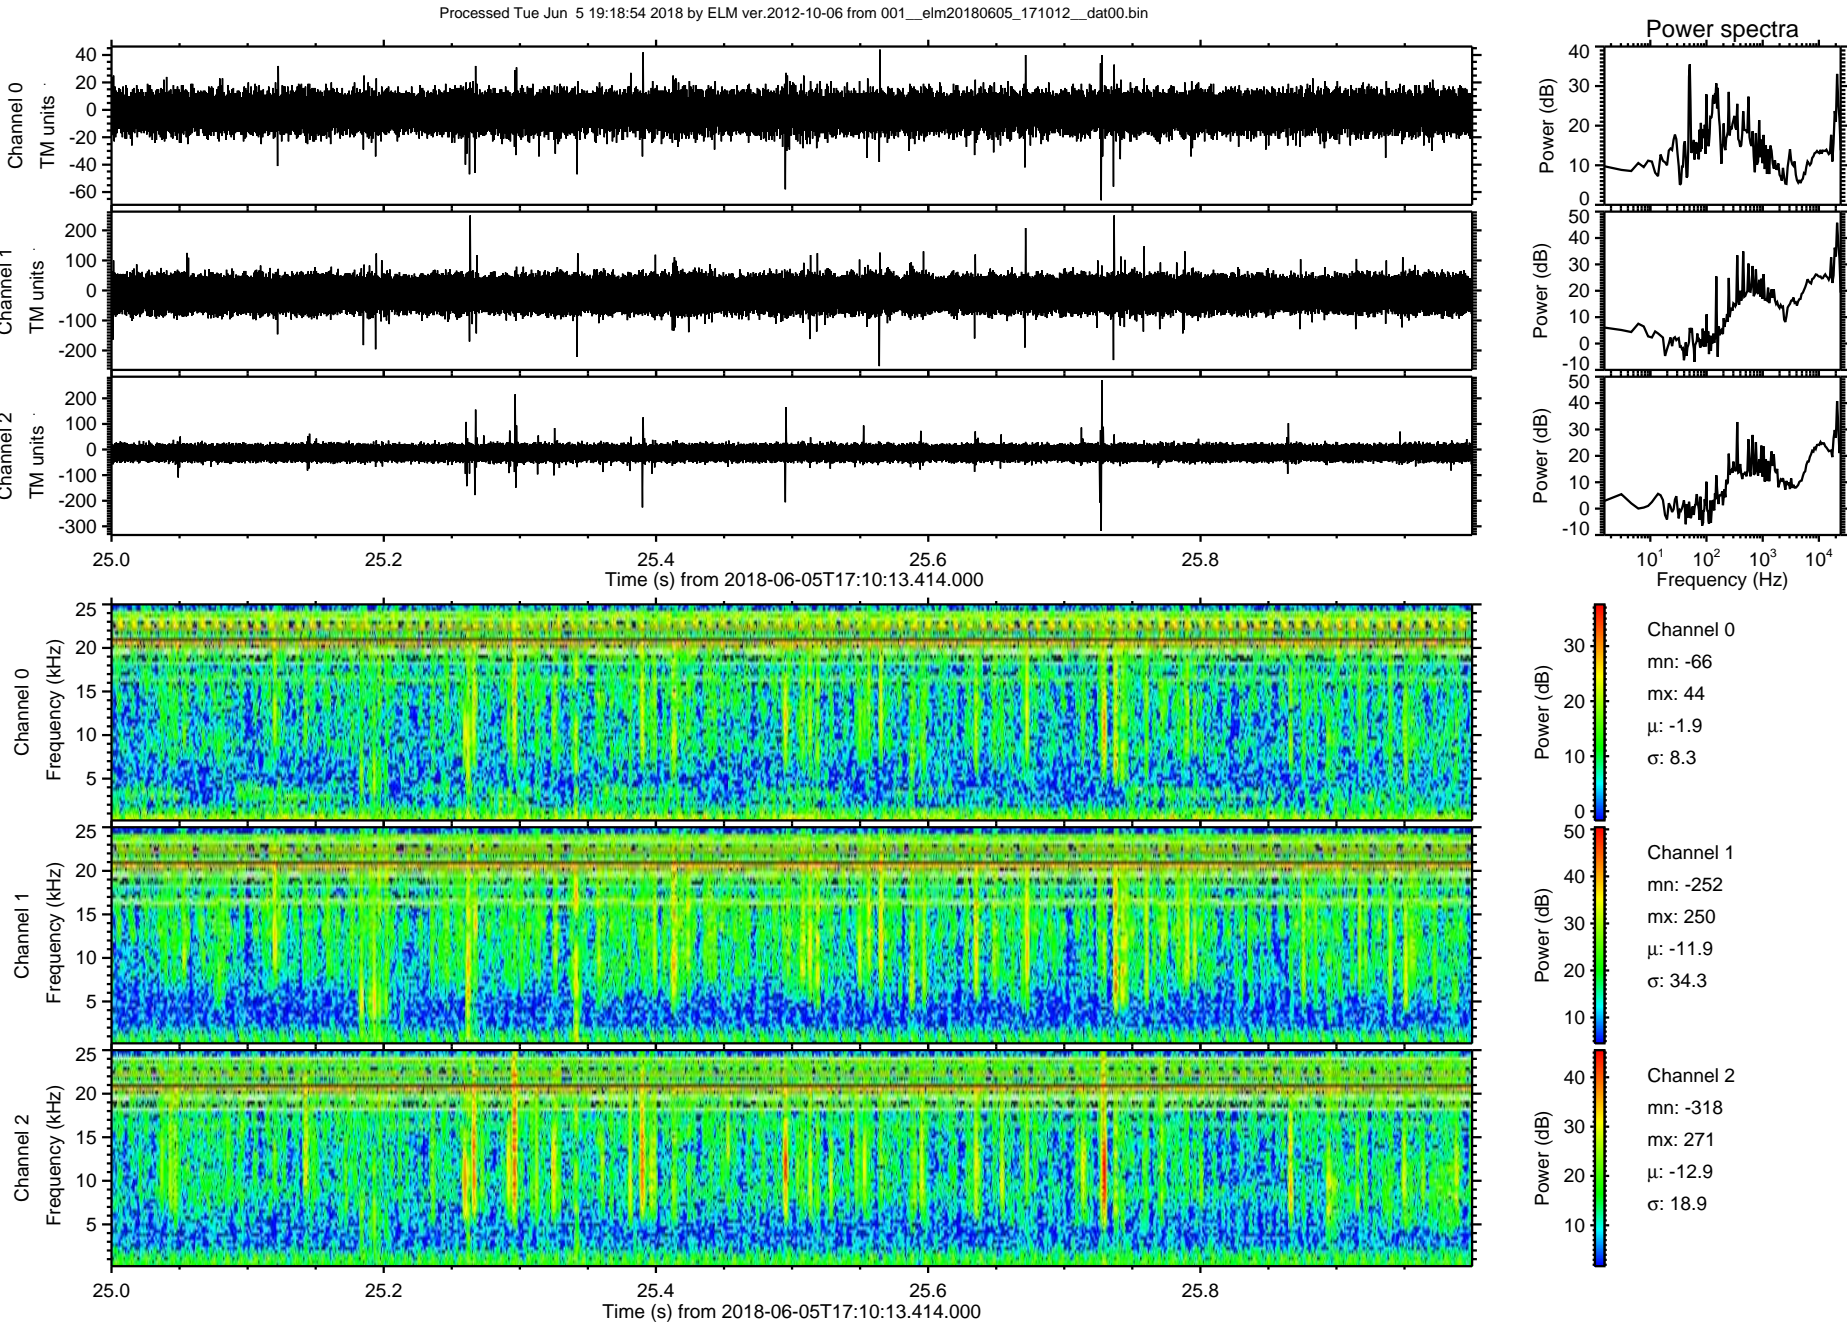 Processed Tue Jun  5 19:18:54 2018 by ELM ver.2012-10-06 from 001__elm20180605_171012__dat00.bin
Power spectra
Channel 0
TM units
40
20
0
-20
-40
-60
Power (dB)
40
30
20
10
0
Channel 1
TM units
200
100
0
-100
-200
Power (dB)
50
40
30
20
10
0
-10
Channel 2
TM units
200
100
0
-100
-200
-300
Power (dB)
50
40
30
20
10
0
-10
25.0 25.2 25.4 25.6 25.8
Time (s) from 2018-06-05T17:10:13.414.000
10¹ 10² 10³ 10⁴
Frequency (Hz)
Channel 0
Frequency (kHz)
25
20
15
10
5
Power (dB)
30
20
10
0
Channel 0
mn: -66
mx: 44
μ: -1.9
σ: 8.3
Channel 1
Frequency (kHz)
25
20
15
10
5
Power (dB)
50
40
30
20
10
Channel 1
mn: -252
mx: 250
μ: -11.9
σ: 34.3
Channel 2
Frequency (kHz)
25
20
15
10
5
Power (dB)
40
30
20
10
Channel 2
mn: -318
mx: 271
μ: -12.9
σ: 18.9
25.0 25.2 25.4 25.6 25.8
Time (s) from 2018-06-05T17:10:13.414.000